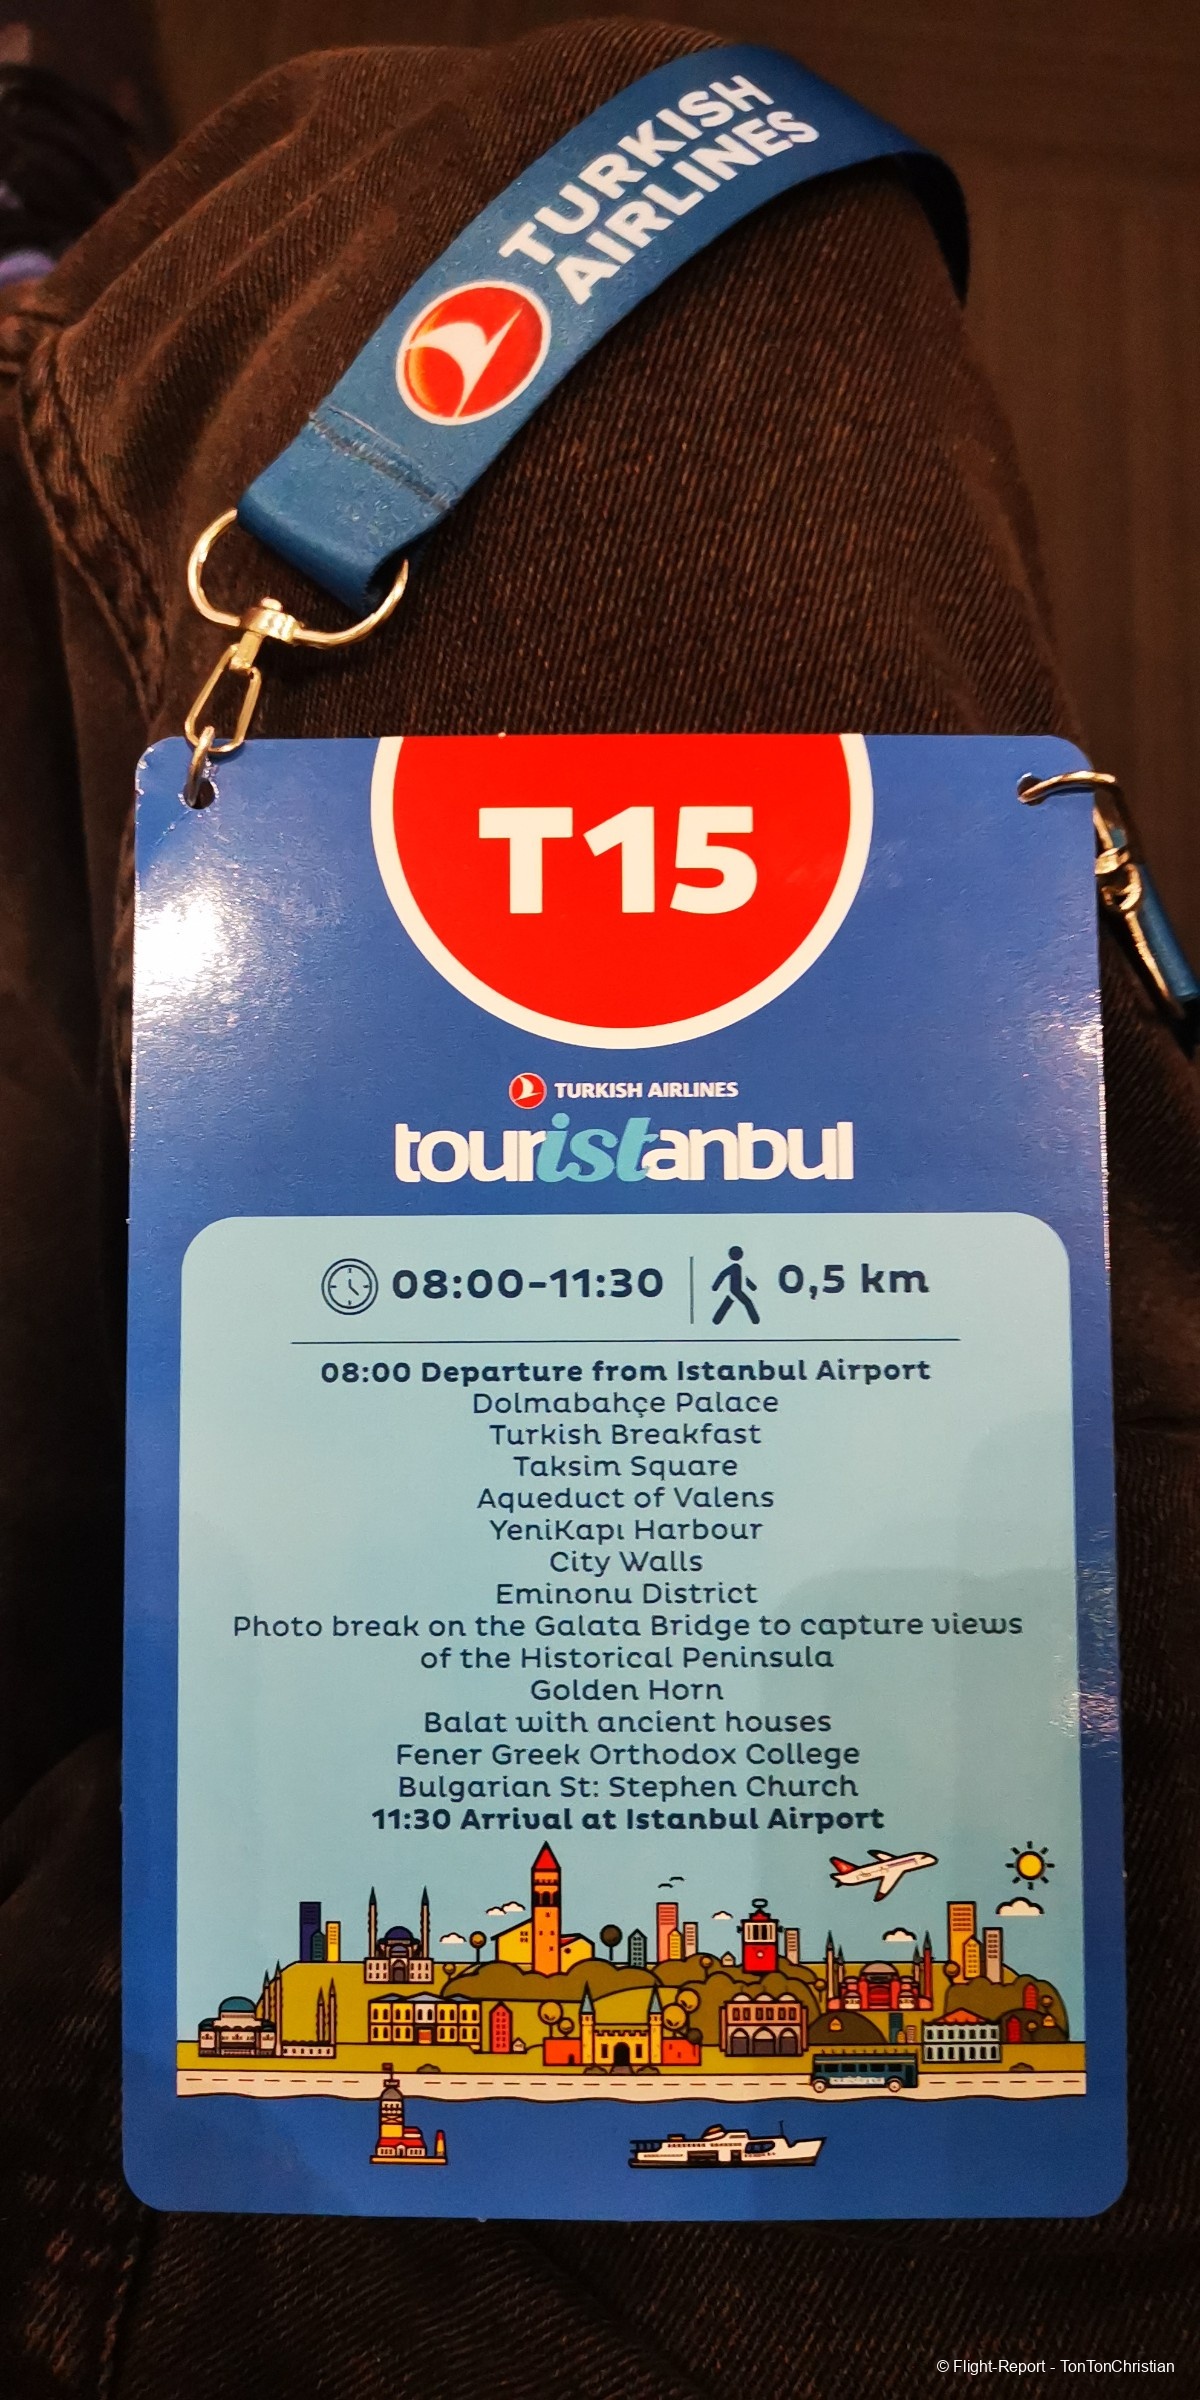 TURKISH
AIRLINES
T15
TURKISH AIRLINES
touristanbul
08:00-11:30
0,5 km
08:00 Departure from Istanbul Airport
Dolmabahçe Palace
Turkish Breakfast
Taksim Square
Aqueduct of Valens
YeniKapı Harbour
City Walls
Eminonu District
Photo break on the Galata Bridge to capture views
of the Historical Peninsula
Golden Horn
Balat with ancient houses
Fener Greek Orthodox College
Bulgarian St: Stephen Church
11:30 Arrival at Istanbul Airport
© Flight-Report - TonTonChristian